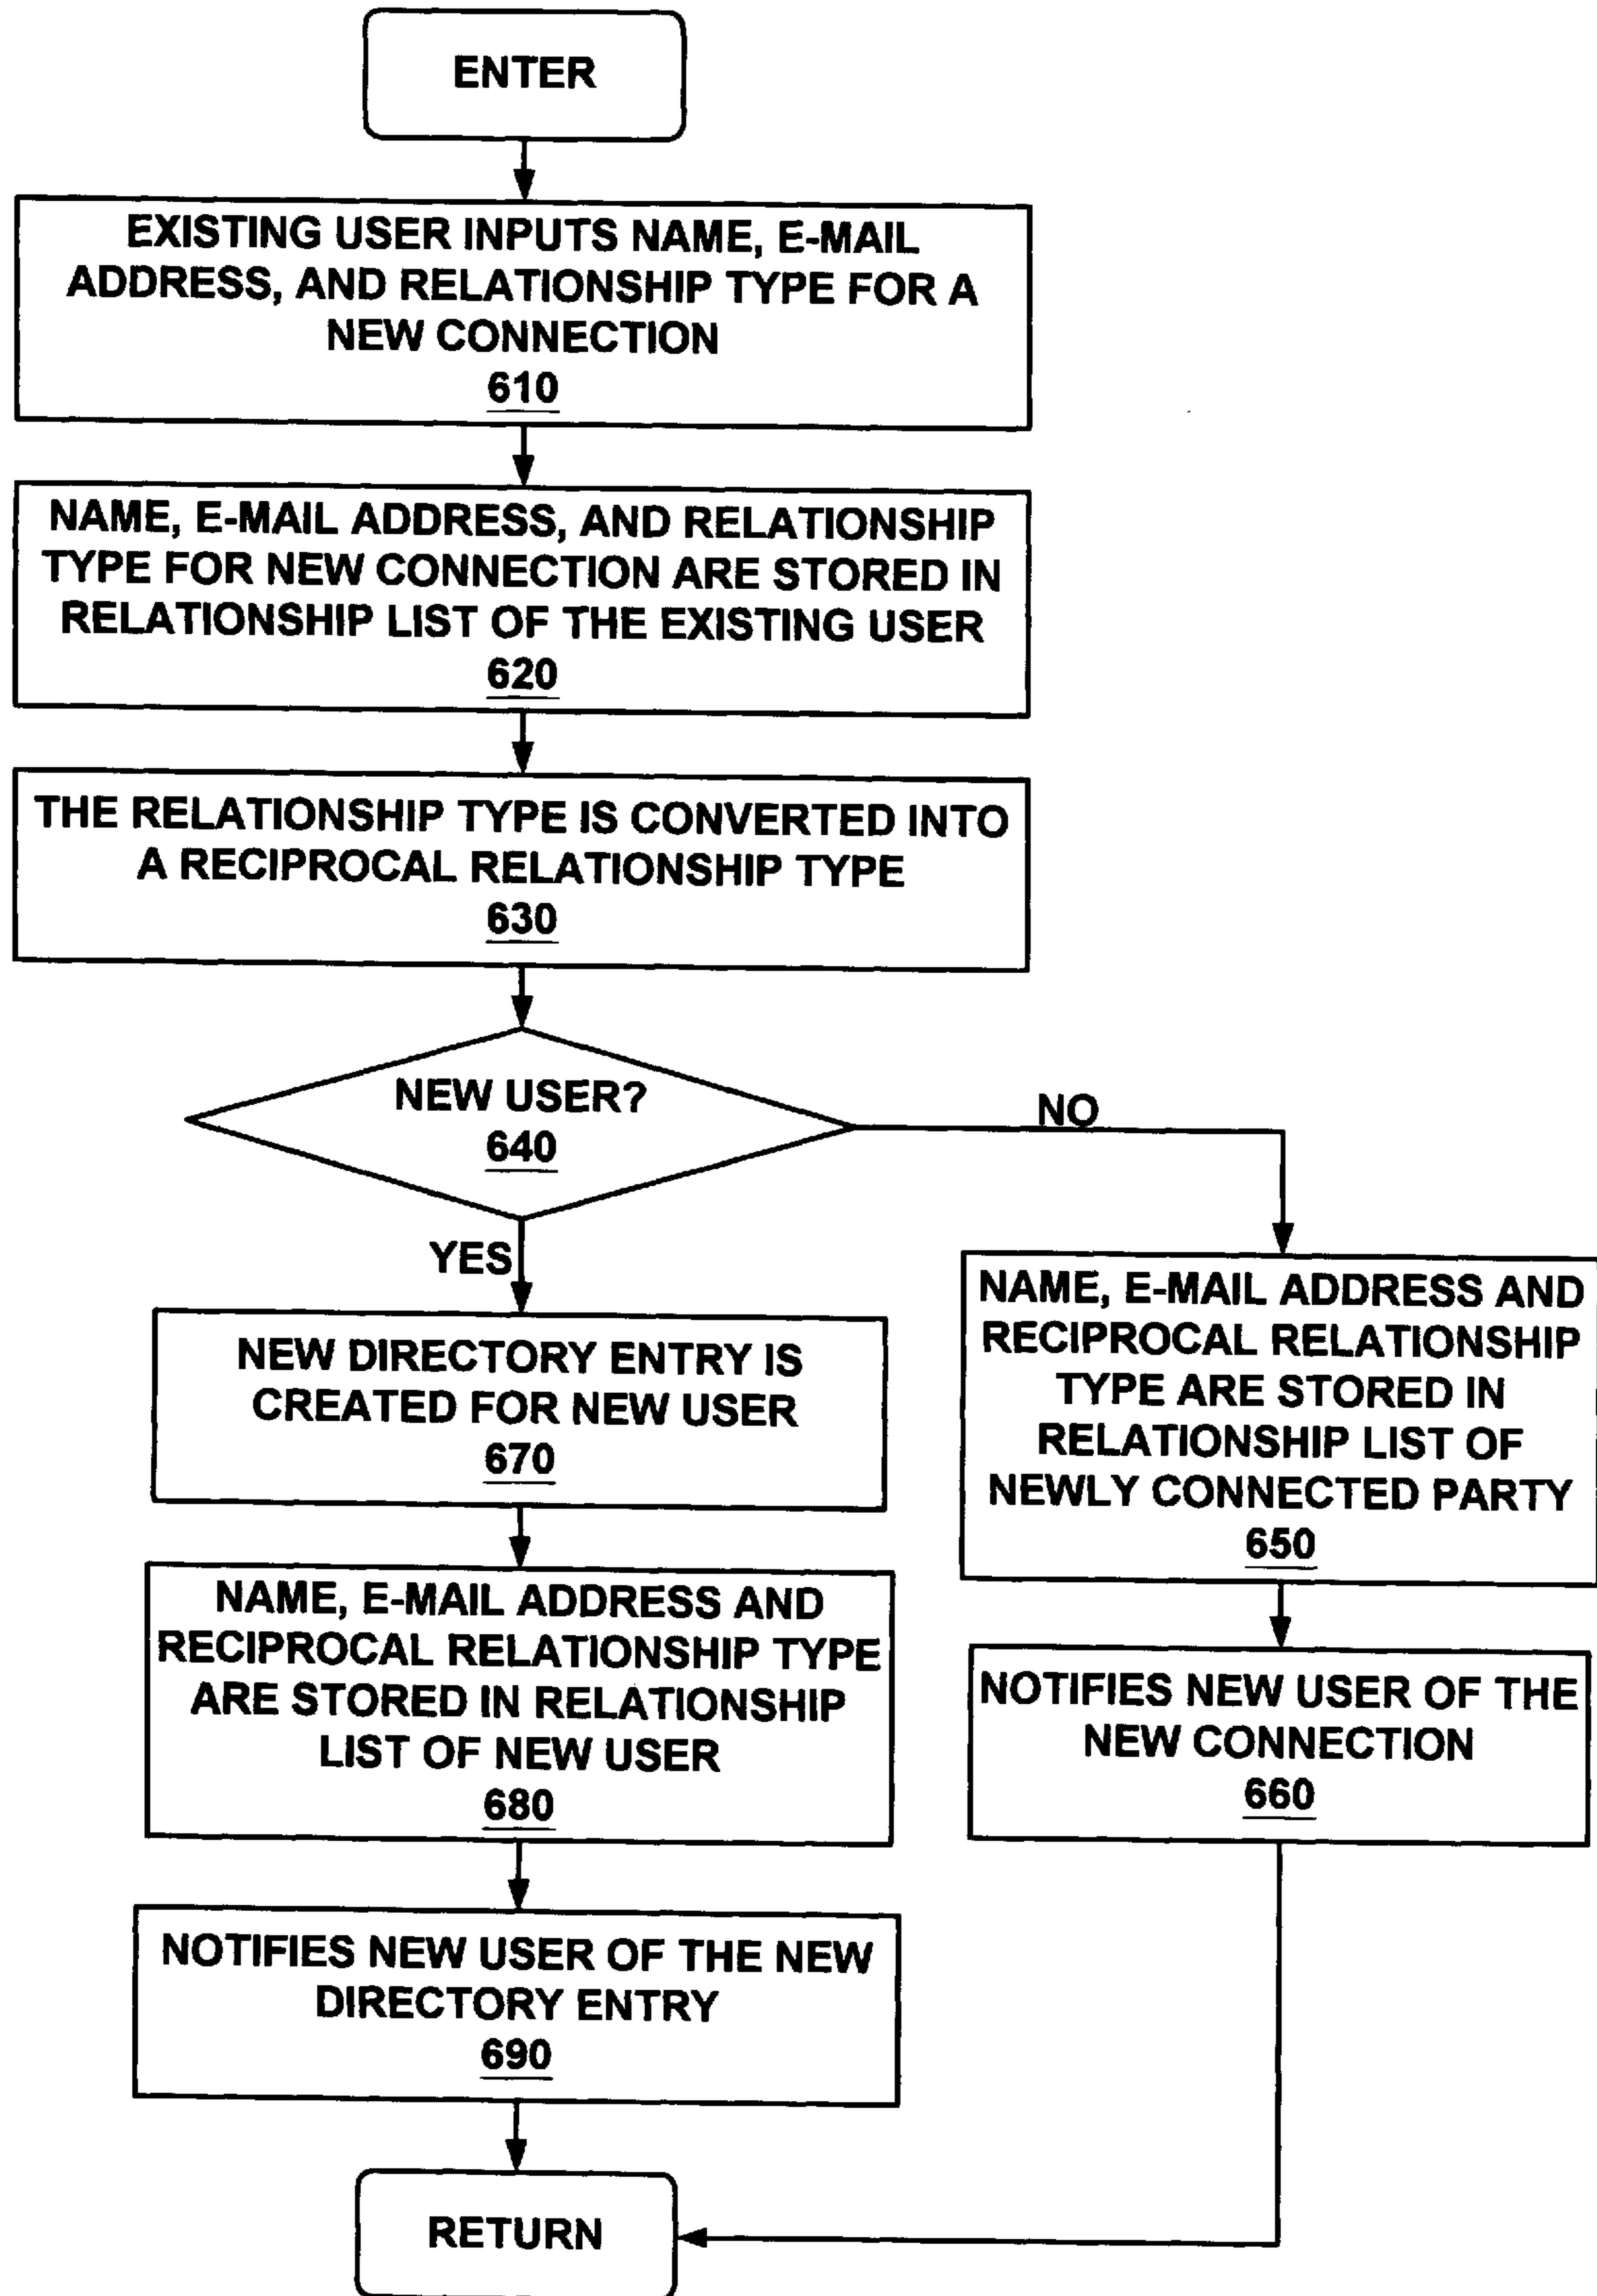 ENTER
EXISTING USER INPUTS NAME, E-MAIL
ADDRESS, AND RELATIONSHIP TYPE FOR A
NEW CONNECTION
610
NAME, E-MAIL ADDRESS, AND RELATIONSHIP
TYPE FOR NEW CONNECTION ARE STORED IN
RELATIONSHIP LIST OF THE EXISTING USER
620
THE RELATIONSHIP TYPE IS CONVERTED INTO
A RECIPROCAL RELATIONSHIP TYPE
630
NEW USER?
640
NO
YES
NAME, E-MAIL ADDRESS AND
RECIPROCAL RELATIONSHIP
TYPE ARE STORED IN
RELATIONSHIP LIST OF
NEWLY CONNECTED PARTY
650
NOTIFIES NEW USER OF THE
NEW CONNECTION
660
NEW DIRECTORY ENTRY IS
CREATED FOR NEW USER
670
NAME, E-MAIL ADDRESS AND
RECIPROCAL RELATIONSHIP TYPE
ARE STORED IN RELATIONSHIP
LIST OF NEW USER
680
NOTIFIES NEW USER OF THE NEW
DIRECTORY ENTRY
690
RETURN